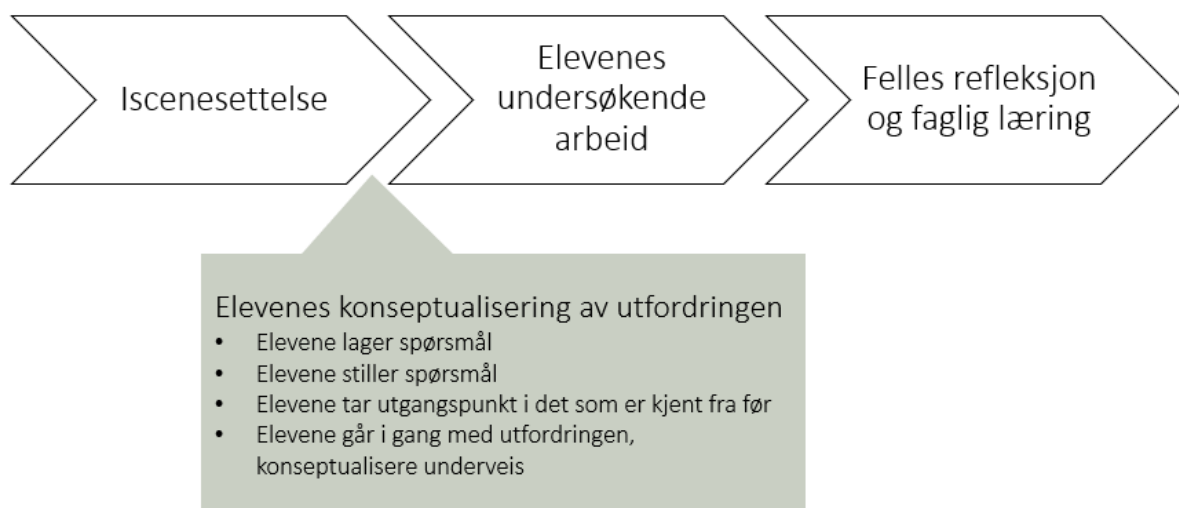 Iscenesettelse
Elevenes
undersøkende
arbeid
Felles refleksjon
og faglig læring
Elevenes konseptualisering av utfordringen
• Elevene lager spørsmål
• Elevene stiller spørsmål
• Elevene tar utgangspunkt i det som er kjent fra før
• Elevene går i gang med utfordringen,
konseptualisere underveis